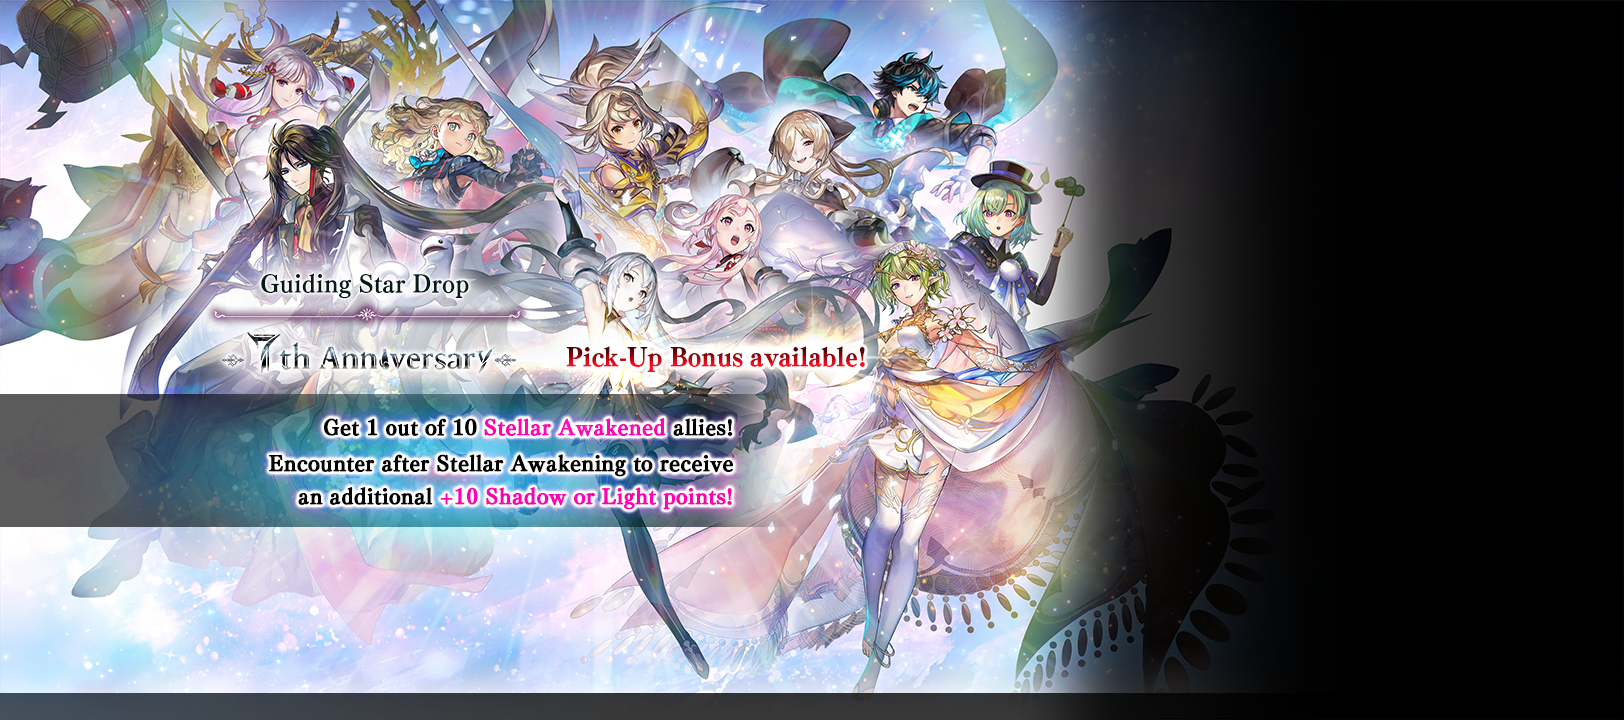 Guiding Star Drop
7th Anniversary
Pick-Up Bonus available!
Get 1 out of 10 Stellar Awakened allies!
Encounter after Stellar Awakening to receive
an additional +10 Shadow or Light points!